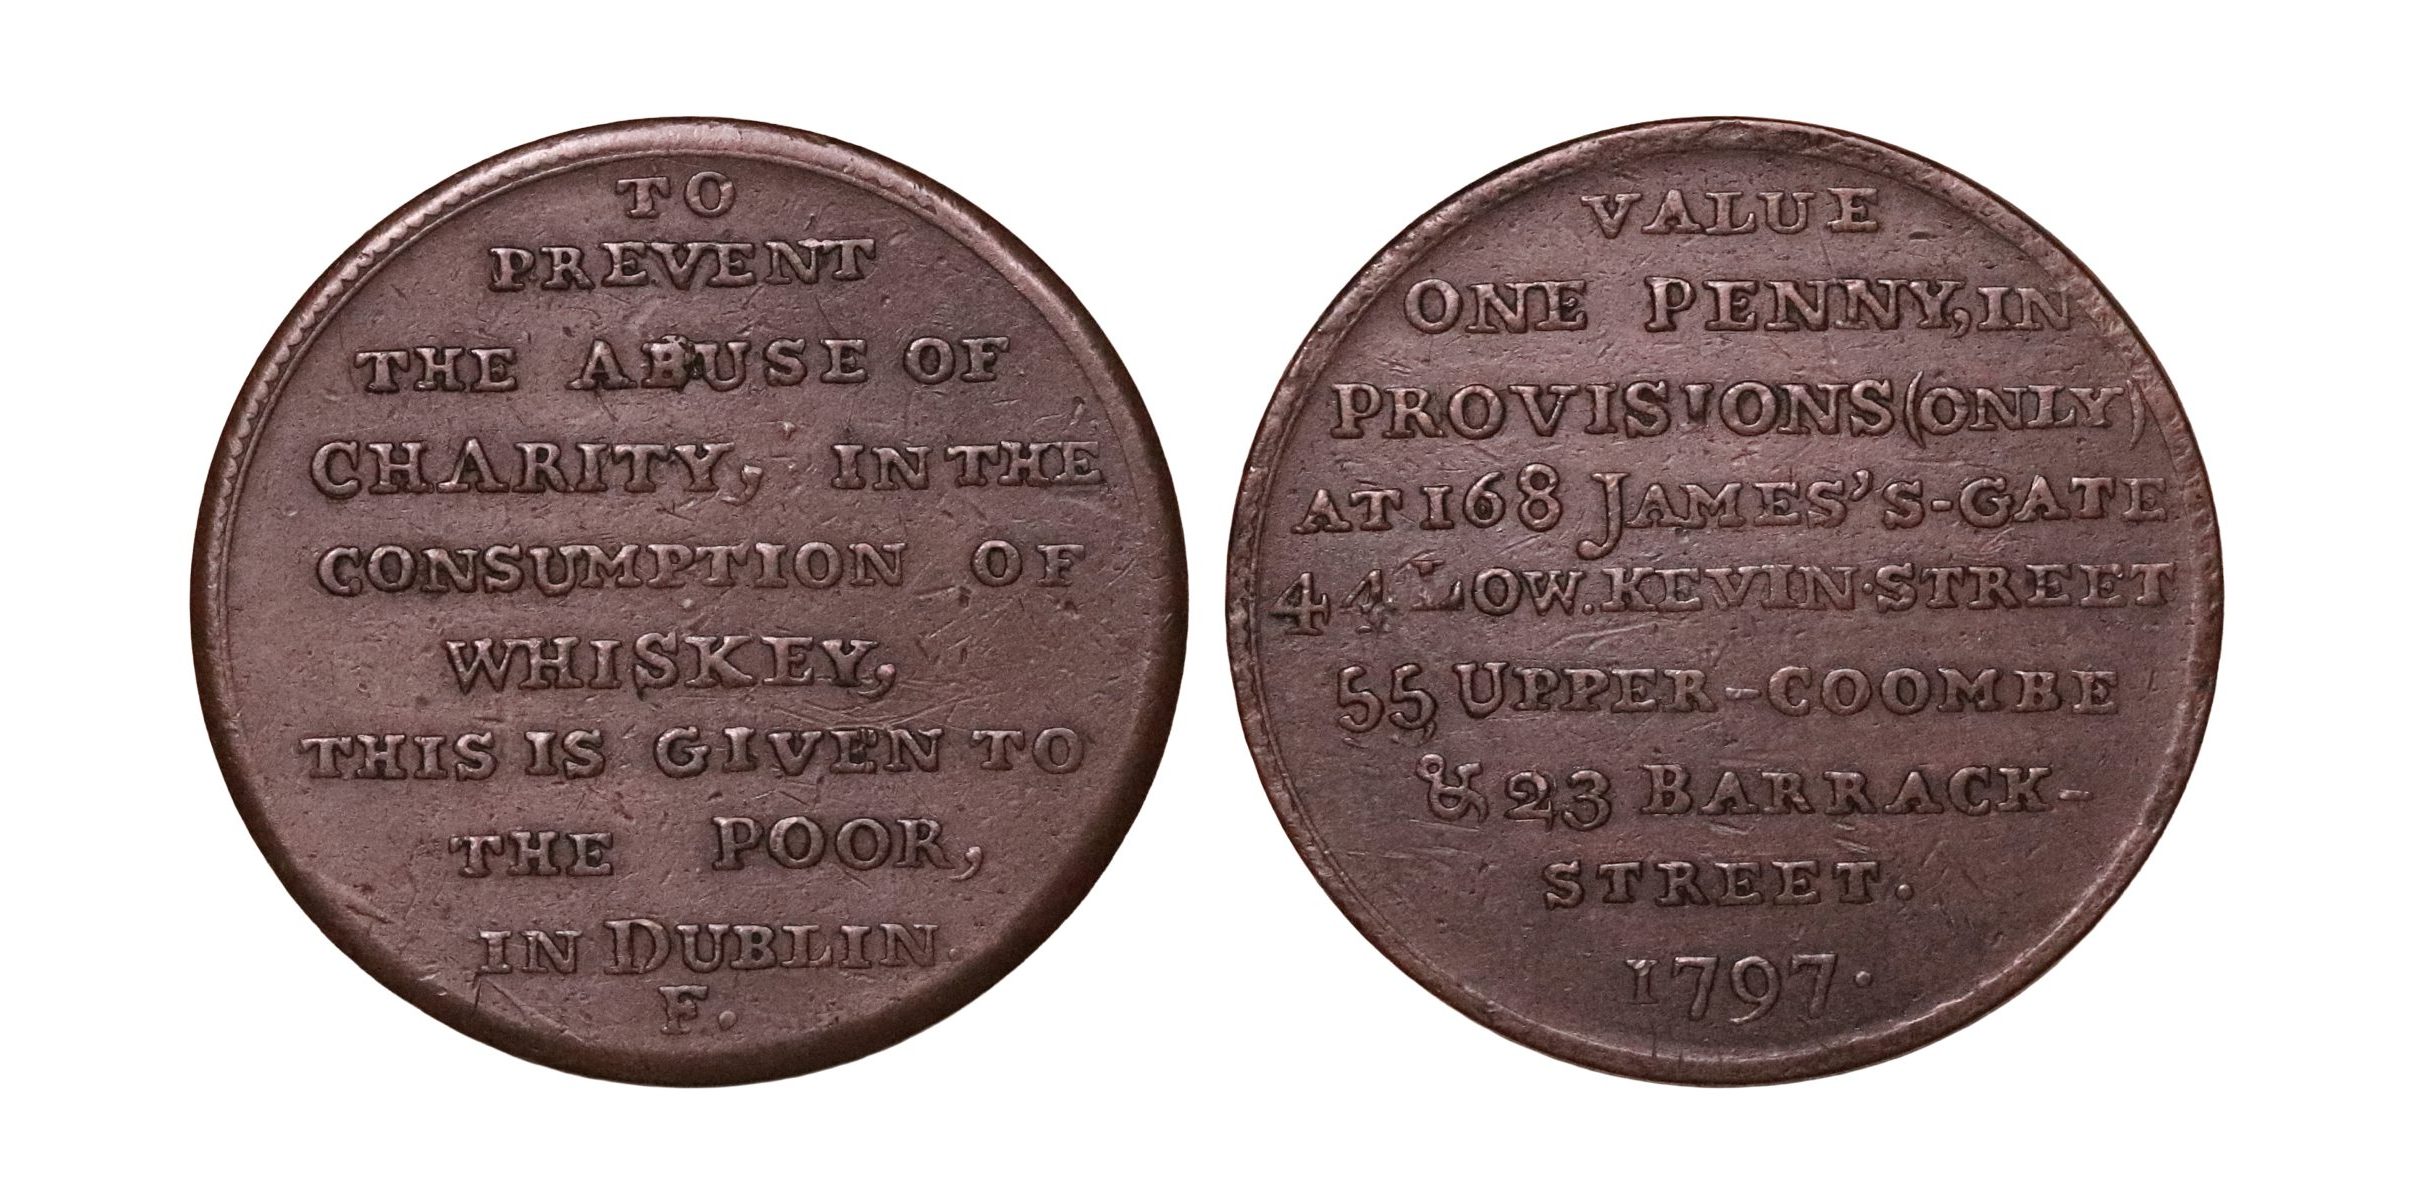 TO
PREVENT
THE ABUSE OF
CHARITY, IN THE
CONSUMPTION OF
WHISKEY,
THIS IS GIVEN TO
THE POOR,
IN DUBLIN.
F.
VALUE
ONE PENNY, IN
PROVISIONS (ONLY)
AT 168 JAMES'S-GATE
44 LOW. KEVIN·STREET
55 UPPER-COOMBE
& 23 BARRACK-
STREET.
1797.